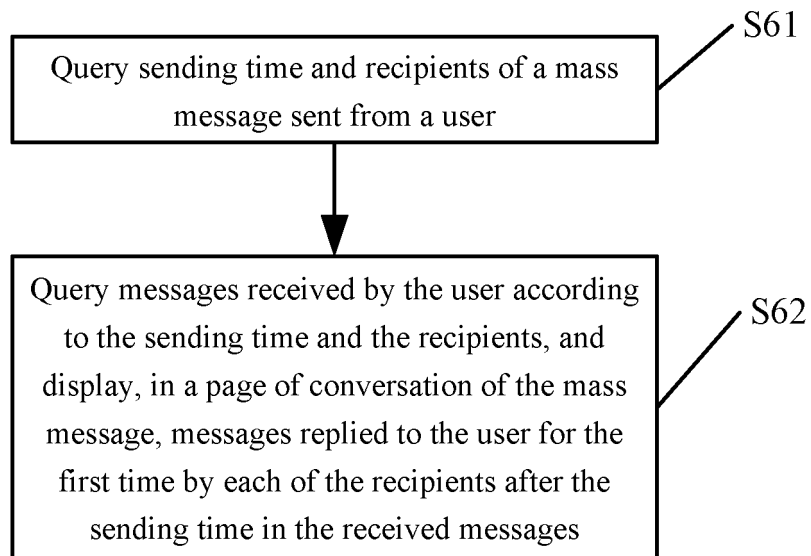 S61
Query sending time and recipients of a mass
message sent from a user
Query messages received by the user according
to the sending time and the recipients, and
display, in a page of conversation of the mass
message, messages replied to the user for the
first time by each of the recipients after the
sending time in the received messages
S62